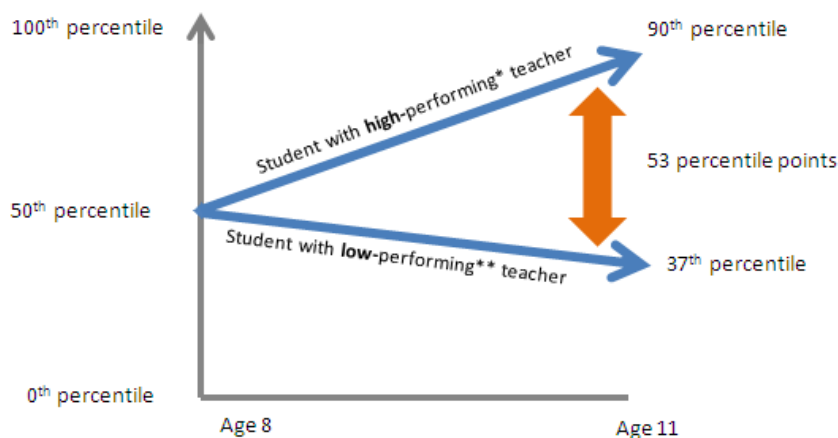 100th percentile
90th percentile
Student with high-performing* teacher
53 percentile points
50th percentile
Student with low-performing** teacher
37th percentile
0th percentile
Age 8
Age 11